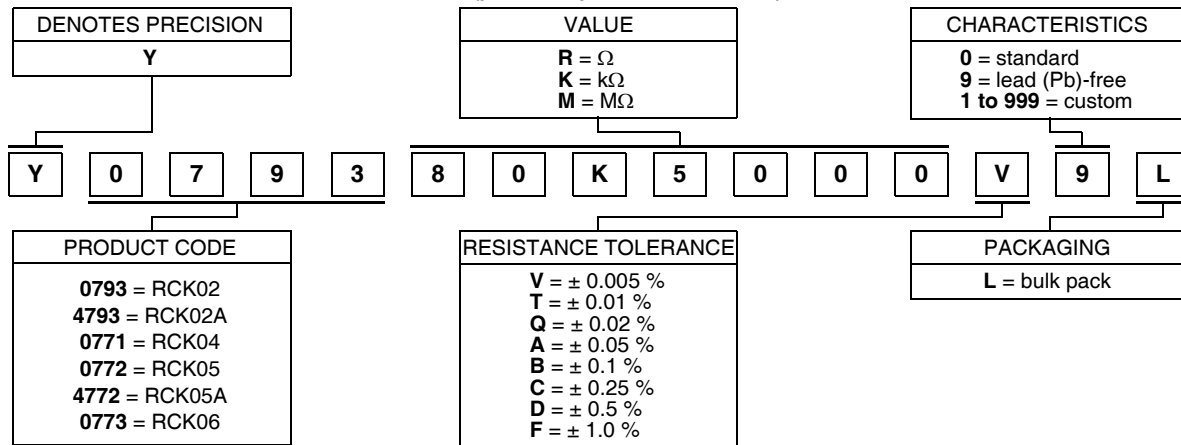 DENOTES PRECISION
Y
VALUE
R = Ω
K = kΩ
M = MΩ
CHARACTERISTICS
0 = standard
9 = lead (Pb)-free
1 to 999 = custom
Y 0 7 9 3 8 0 K 5 0 0 0 V 9 L
PRODUCT CODE
0793 = RCK02
4793 = RCK02A
0771 = RCK04
0772 = RCK05
4772 = RCK05A
0773 = RCK06
RESISTANCE TOLERANCE
V = ± 0.005 %
T = ± 0.01 %
Q = ± 0.02 %
A = ± 0.05 %
B = ± 0.1 %
C = ± 0.25 %
D = ± 0.5 %
F = ± 1.0 %
PACKAGING
L = bulk pack